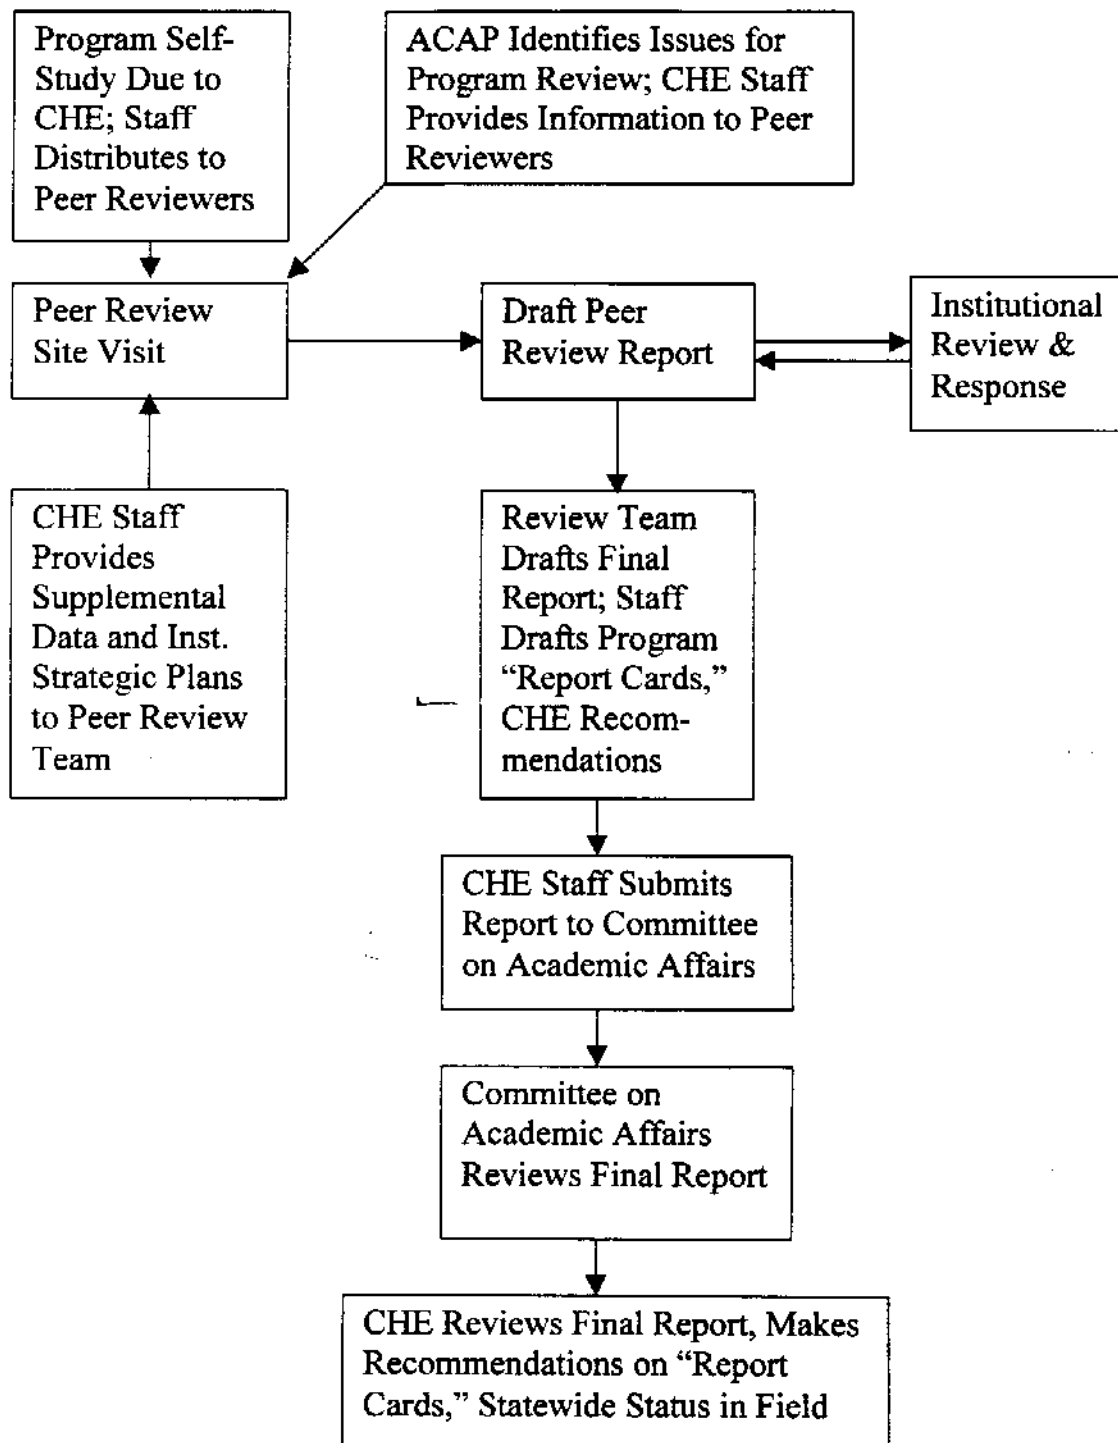 Program Self-
Study Due to
CHE; Staff
Distributes to
Peer Reviewers
ACAP Identifies Issues for
Program Review; CHE Staff
Provides Information to Peer
Reviewers
Peer Review
Site Visit
Draft Peer
Review Report
Institutional
Review &
Response
CHE Staff
Provides
Supplemental
Data and Inst.
Strategic Plans
to Peer Review
Team
Review Team
Drafts Final
Report; Staff
Drafts Program
“Report Cards,”
CHE Recom-
mendations
CHE Staff Submits
Report to Committee
on Academic Affairs
Committee on
Academic Affairs
Reviews Final Report
CHE Reviews Final Report, Makes
Recommendations on “Report
Cards,” Statewide Status in Field